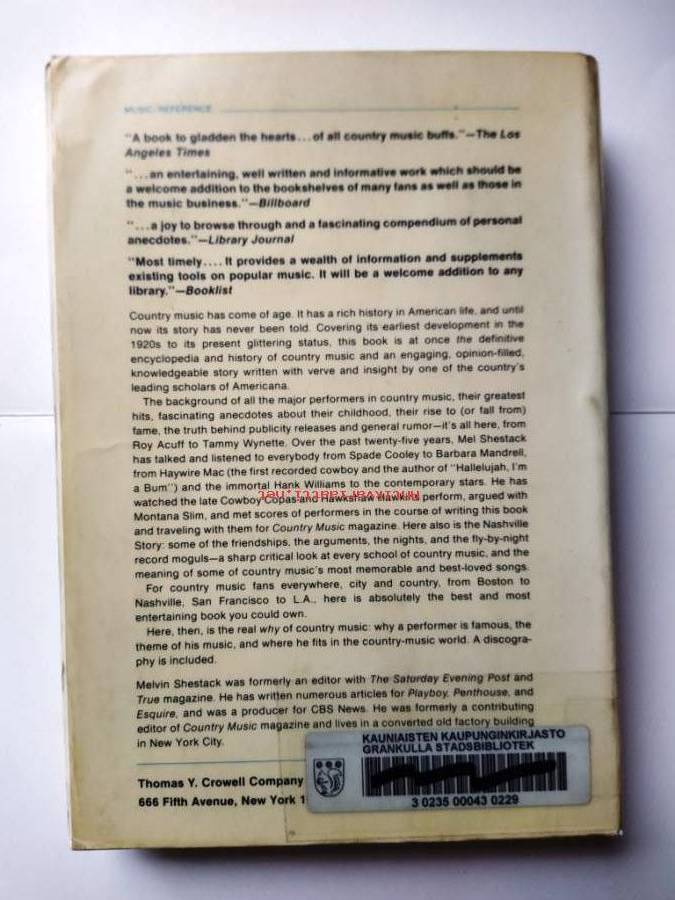 MUSIC/REFERENCE
"A book to gladden the hearts...of all country music buffs."—The Los
Angeles Times
"...an entertaining, well written and informative work which should be
a welcome addition to the bookshelves of many fans as well as those in
the music business."—Billboard
"...a joy to browse through and a fascinating compendium of personal
anecdotes."—Library Journal
"Most timely.... It provides a wealth of information and supplements
existing tools on popular music. It will be a welcome addition to any
library."—Booklist
Country music has come of age. It has a rich history in American life, and until
now its story has never been told. Covering its earliest development in the
1920s to its present glittering status, this book is at once the definitive
encyclopedia and history of country music and an engaging, opinion-filled,
knowledgeable story written with verve and insight by one of the country's
leading scholars of Americana.
The background of all the major performers in country music, their greatest
hits, fascinating anecdotes about their childhood, their rise to (or fall from)
fame, the truth behind publicity releases and general rumor—it's all here, from
Roy Acuff to Tammy Wynette. Over the past twenty-five years, Mel Shestack
has talked and listened to everybody from Spade Cooley to Barbara Mandrell,
from Haywire Mac (the first recorded cowboy and the author of "Hallelujah, I'm
a Bum") and the immortal Hank Williams to the contemporary stars. He has
watched the late Cowboy Copas and Hawkshaw Hawkins perform, argued with
Montana Slim, and met scores of performers in the course of writing this book
and traveling with them for Country Music magazine. Here also is the Nashville
Story: some of the friendships, the arguments, the nights, and the fly-by-night
record moguls—a sharp critical look at every school of country music, and the
meaning of some of country music's most memorable and best-loved songs.
For country music fans everywhere, city and country, from Boston to
Nashville, San Francisco to L.A., here is absolutely the best and most
entertaining book you could own.
Here, then, is the real why of country music: why a performer is famous, the
theme of his music, and where he fits in the country-music world. A discogra-
phy is included.
Melvin Shestack was formerly an editor with The Saturday Evening Post and
True magazine. He has written numerous articles for Playboy, Penthouse, and
Esquire, and was a producer for CBS News. He was formerly a contributing
editor of Country Music magazine and lives in a converted old factory building
in New York City.
Thomas Y. Crowell Company
666 Fifth Avenue, New York 1
KAUNIAISTEN KAUPUNGINKIRJASTO
GRANKULLA STADSBIBLIOTEK
3 0235 00043 0229